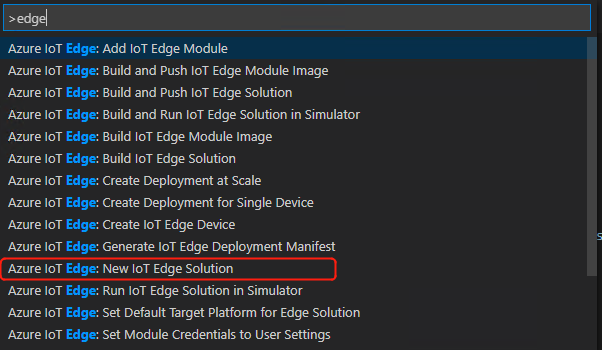 >edge
Azure IoT Edge: Add IoT Edge Module
Azure IoT Edge: Build and Push IoT Edge Module Image
Azure IoT Edge: Build and Push IoT Edge Solution
Azure IoT Edge: Build and Run IoT Edge Solution in Simulator
Azure IoT Edge: Build IoT Edge Module Image
Azure IoT Edge: Build IoT Edge Solution
Azure IoT Edge: Create Deployment at Scale
Azure IoT Edge: Create Deployment for Single Device
Azure IoT Edge: Create IoT Edge Device
Azure IoT Edge: Generate IoT Edge Deployment Manifest
Azure IoT Edge: New IoT Edge Solution
Azure IoT Edge: Run IoT Edge Solution in Simulator
Azure IoT Edge: Set Default Target Platform for Edge Solution
Azure IoT Edge: Set Module Credentials to User Settings